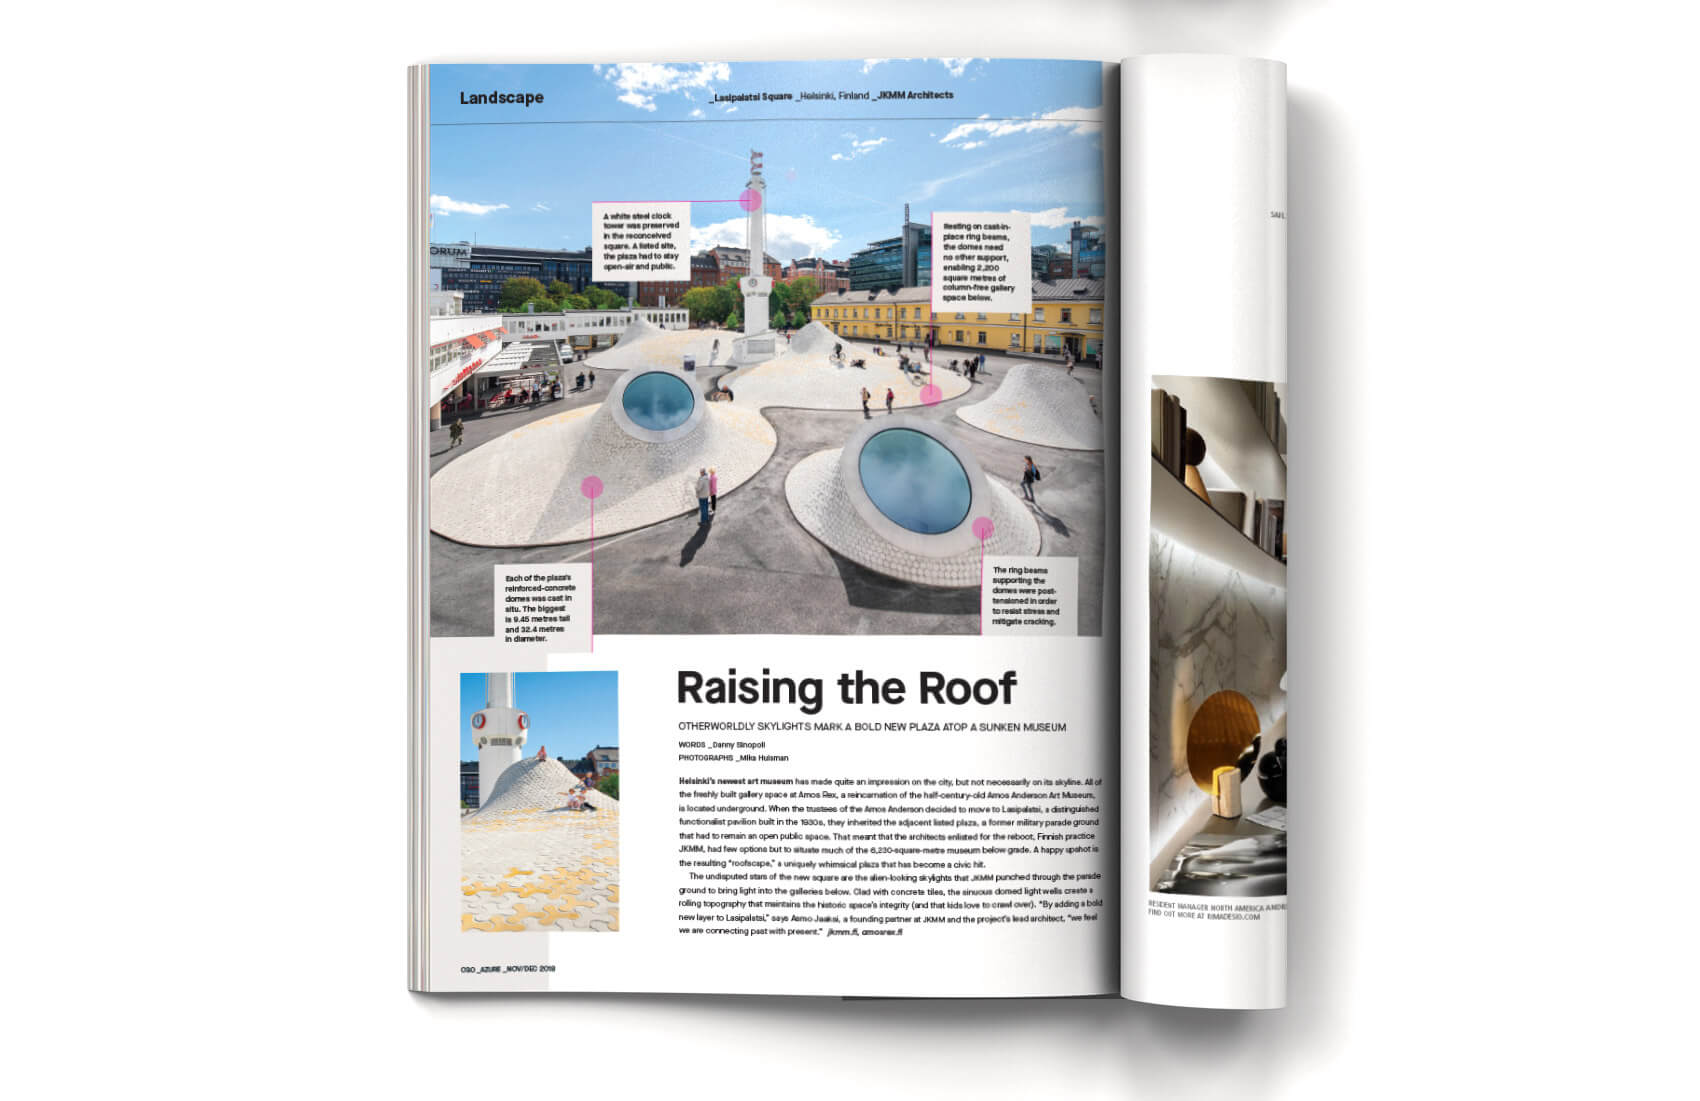 Landscape
_Lasipalatsi Square _Helsinki, Finland _JKMM Architects
A white steel clock
tower was preserved
in the reconceived
square. A listed site,
the plaza had to stay
open-air and public.
Resting on cast-in-
place ring beams,
the domes need
no other support,
enabling 2,200
square metres of
column-free gallery
space below.
ORUM
Each of the plaza's
reinforced-concrete
domes was cast in
situ. The biggest
is 9.45 metres tall
and 32.4 metres
in diameter.
The ring beams
supporting the
domes were post-
tensioned in order
to resist stress and
mitigate cracking.
Raising the Roof
OTHERWORLDLY SKYLIGHTS MARK A BOLD NEW PLAZA ATOP A SUNKEN MUSEUM
WORDS _Danny Sinopoli
PHOTOGRAPHS _Mika Huisman
Helsinki's newest art museum has made quite an impression on the city, but not necessarily on its skyline. All of
the freshly built gallery space at Amos Rex, a reincarnation of the half-century-old Amos Anderson Art Museum,
is located underground. When the trustees of the Amos Anderson decided to move to Lasipalatsi, a distinguished
functionalist pavilion built in the 1930s, they inherited the adjacent listed plaza, a former military parade ground
that had to remain an open public space. That meant that the architects enlisted for the reboot, Finnish practice
JKMM, had few options but to situate much of the 6,230-square-metre museum below grade. A happy upshot is
the resulting "roofscape," a uniquely whimsical plaza that has become a civic hit.
The undisputed stars of the new square are the alien-looking skylights that JKMM punched through the parade
ground to bring light into the galleries below. Clad with concrete tiles, the sinuous domed light wells create a
rolling topography that maintains the historic space's integrity (and that kids love to crawl over). "By adding a bold
new layer to Lasipalatsi," says Asmo Jaaksi, a founding partner at JKMM and the project's lead architect, "we feel
we are connecting past with present." jkmm.fi, amosrex.fi
030 _AZURE _NOV/DEC 2018
RESIDENT MANAGER NORTH AMERICA
FIND OUT MORE AT RIMADESIO.COM